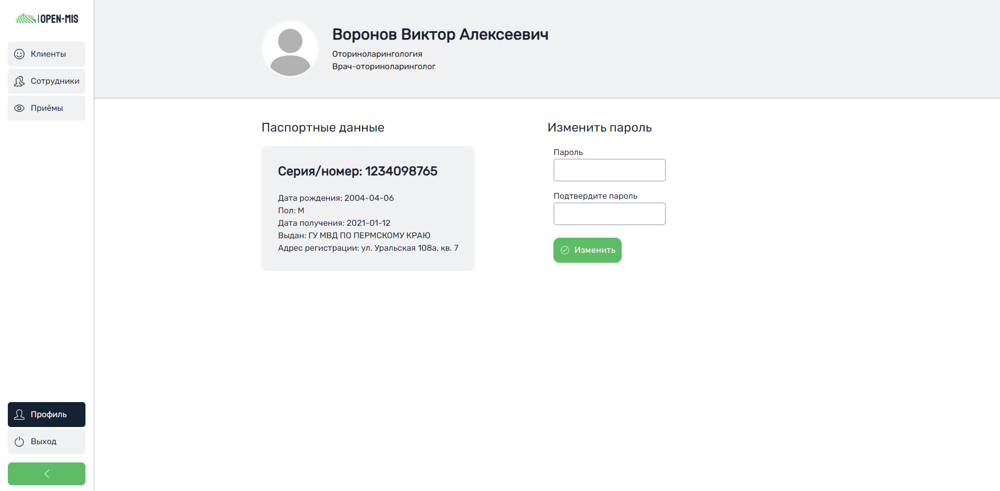 OPEN-MIS
Клиенты
Сотрудники
Приёмы
Профиль
Выход
Воронов Виктор Алексеевич
Оториноларингология
Врач-оториноларинголог
Паспортные данные
Серия/номер: 1234098765
Дата рождения: 2004-04-06
Пол: М
Дата получения: 2021-01-12
Выдан: ГУ МВД ПО ПЕРМСКОМУ КРАЮ
Адрес регистрации: ул. Уральская 108а, кв. 7
Изменить пароль
Пароль
Подтвердите пароль
Изменить